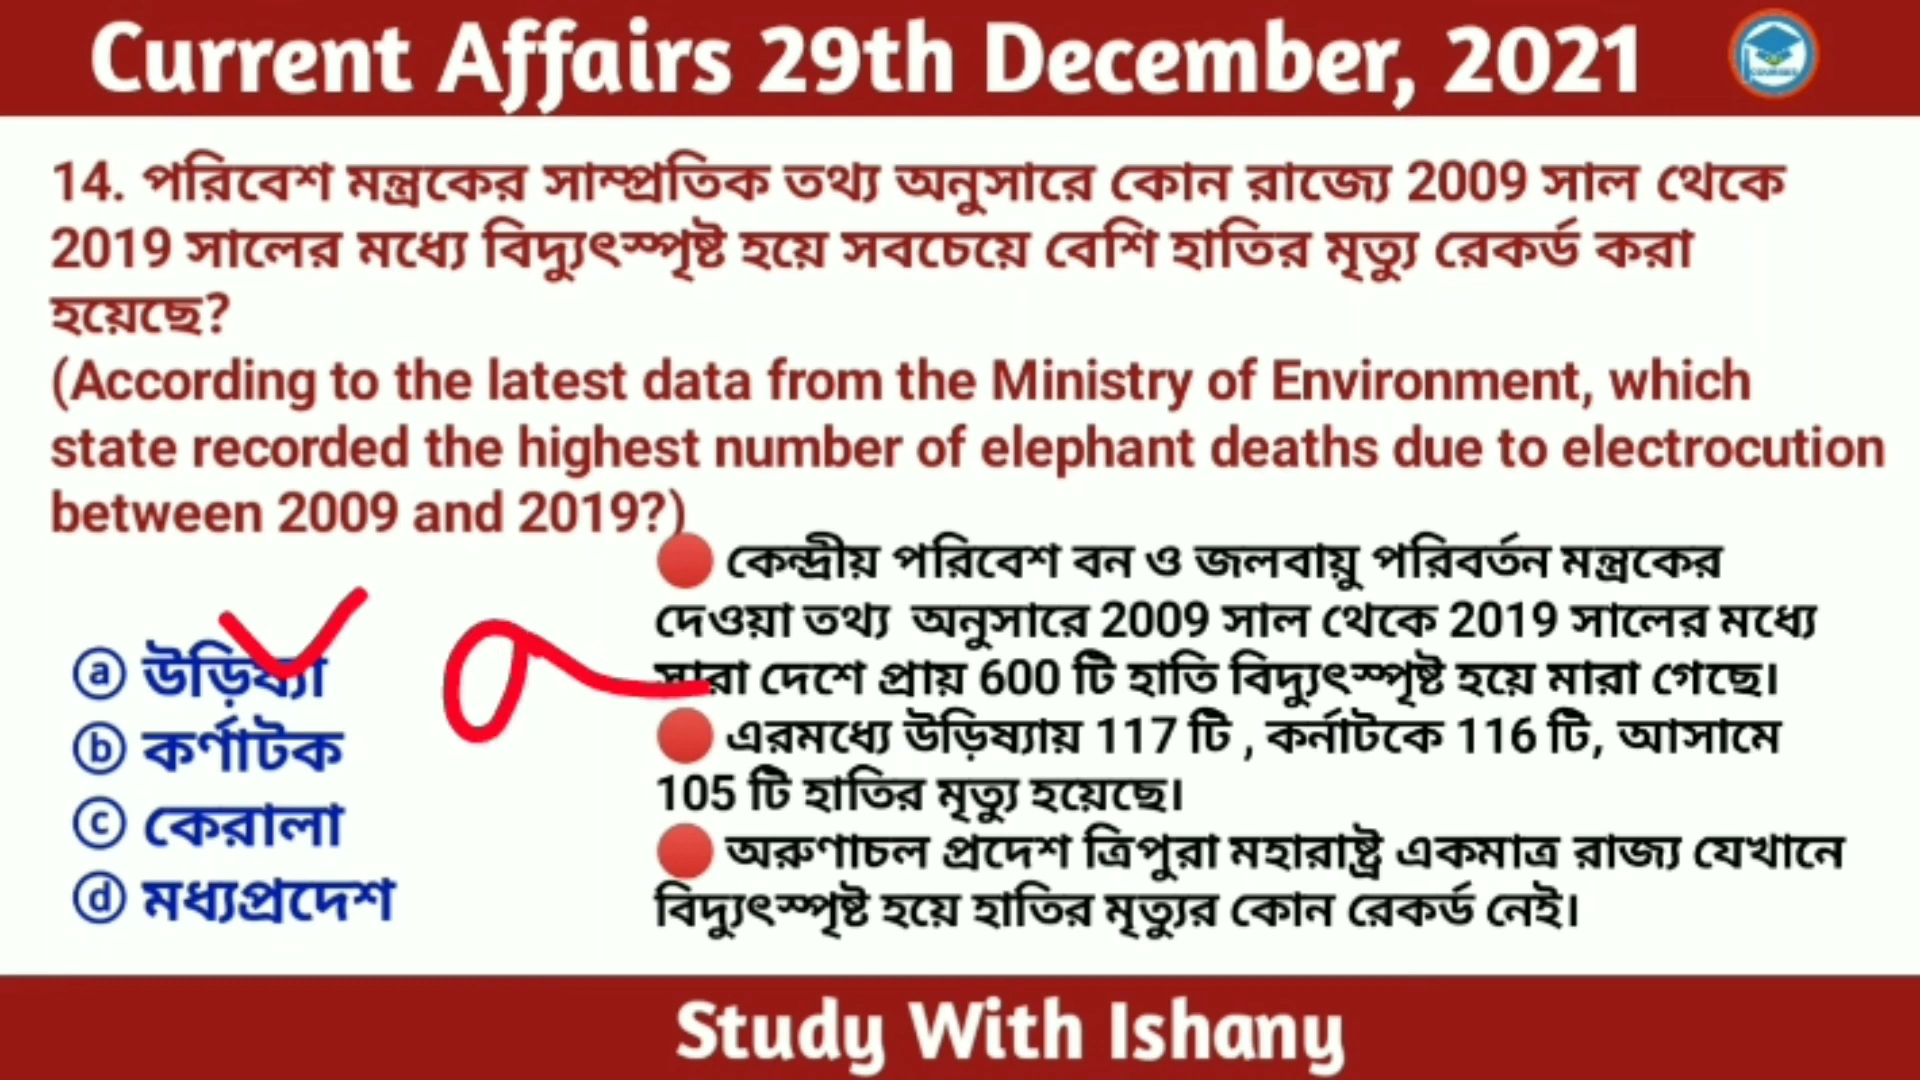 Current Affairs 29th December, 2021
14. পরিবেশ মন্ত্রকের সাম্প্রতিক তথ্য অনুসারে কোন রাজ্যে 2009 সাল থেকে
2019 সালের মধ্যে বিদ্যুৎস্পৃষ্ট হয়ে সবচেয়ে বেশি হাতির মৃত্যু রেকর্ড করা
হয়েছে?
(According to the latest data from the Ministry of Environment, which
state recorded the highest number of elephant deaths due to electrocution
between 2009 and 2019?)
ⓐ উড়িষ্যা
ⓑ কর্ণাটক
ⓒ কেরালা
ⓓ মধ্যপ্রদেশ
a
🔴 কেন্দ্রীয় পরিবেশ বন ও জলবায়ু পরিবর্তন মন্ত্রকের
দেওয়া তথ্য অনুসারে 2009 সাল থেকে 2019 সালের মধ্যে
সারা দেশে প্রায় 600 টি হাতি বিদ্যুৎস্পৃষ্ট হয়ে মারা গেছে।
🔴 এরমধ্যে উড়িষ্যায় 117 টি , কর্নাটকে 116 টি, আসামে
105 টি হাতির মৃত্যু হয়েছে।
🔴 অরুণাচল প্রদেশ ত্রিপুরা মহারাষ্ট্র একমাত্র রাজ্য যেখানে
বিদ্যুৎস্পৃষ্ট হয়ে হাতির মৃত্যুর কোন রেকর্ড নেই।
Study With Ishany